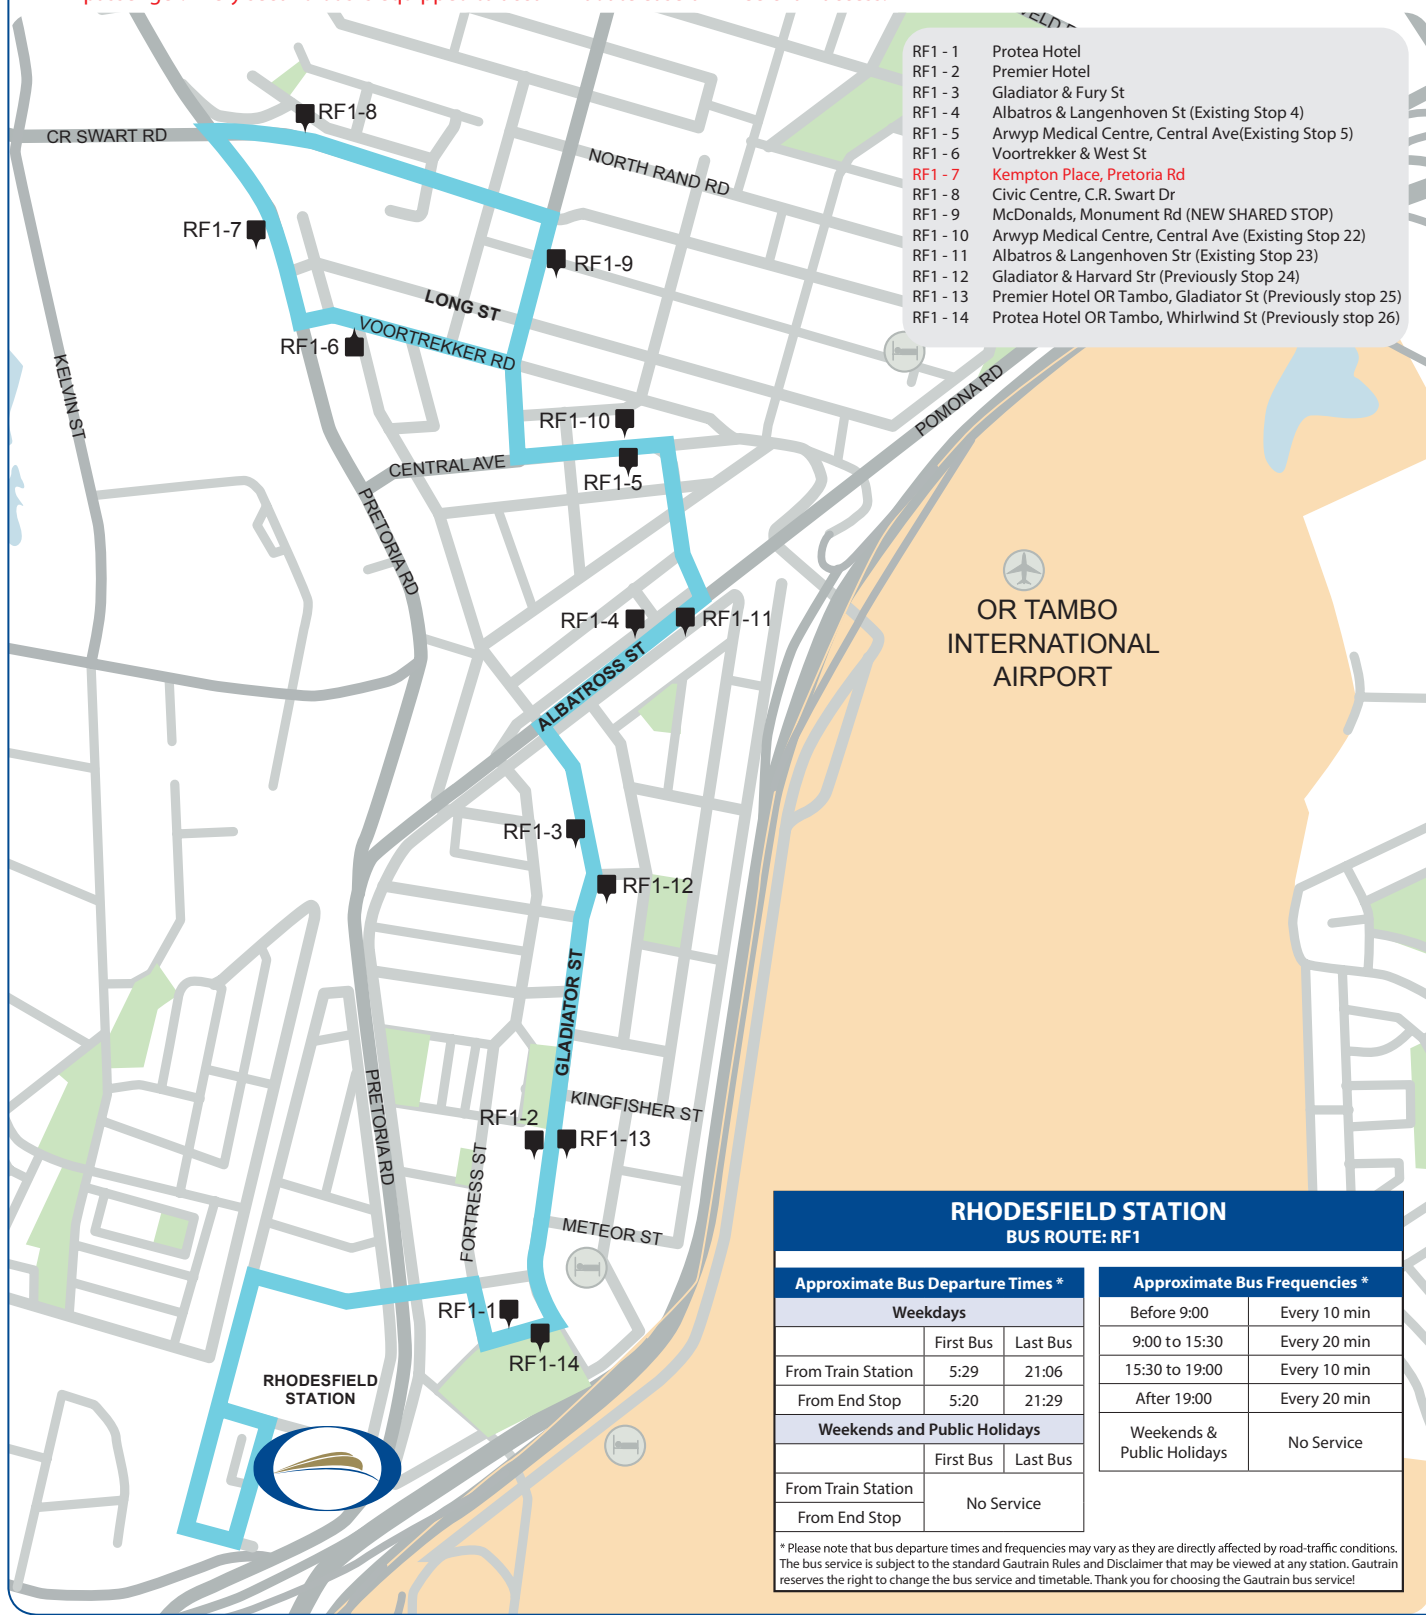 RF1 - 1 Protea Hotel
RF1 - 2 Premier Hotel
RF1 - 3 Gladiator & Fury St
RF1 - 4 Albatros & Langenhoven St (Existing Stop 4)
RF1 - 5 Arwyp Medical Centre, Central Ave(Existing Stop 5)
RF1 - 6 Voortrekker & West St
RF1 - 7 Kempton Place, Pretoria Rd
RF1 - 8 Civic Centre, C.R. Swart Dr
RF1 - 9 McDonalds, Monument Rd (NEW SHARED STOP)
RF1 - 10 Arwyp Medical Centre, Central Ave (Existing Stop 22)
RF1 - 11 Albatros & Langenhoven Str (Existing Stop 23)
RF1 - 12 Gladiator & Harvard Str (Previously Stop 24)
RF1 - 13 Premier Hotel OR Tambo, Gladiator St (Previously stop 25)
RF1 - 14 Protea Hotel OR Tambo, Whirlwind St (Previously stop 26)
RF1-8
CR SWART RD
NORTH RAND RD
RF1-7
RF1-9
LONG ST
VOORTREKKER RD
RF1-6
KELVIN ST
POMONA RD
RF1-10
CENTRAL AVE
RF1-5
PRETORIA RD
OR TAMBO
INTERNATIONAL
AIRPORT
RF1-4
RF1-11
ALBATROSS ST
RF1-3
RF1-12
GLADIATOR ST
PRETORIA RD
KINGFISHER ST
RF1-2
RF1-13
FORTRESS ST
METEOR ST
RF1-1
RF1-14
RHODESFIELD
STATION
RHODESFIELD STATION
BUS ROUTE: RF1
Approximate Bus Departure Times *
Weekdays
First Bus Last Bus
From Train Station 5:29 21:06
From End Stop 5:20 21:29
Weekends and Public Holidays
First Bus Last Bus
From Train Station
No Service
From End Stop
Approximate Bus Frequencies *
Before 9:00 Every 10 min
9:00 to 15:30 Every 20 min
15:30 to 19:00 Every 10 min
After 19:00 Every 20 min
Weekends &
Public Holidays
No Service
* Please note that bus departure times and frequencies may vary as they are directly affected by road-traffic conditions.
The bus service is subject to the standard Gautrain Rules and Disclaimer that may be viewed at any station. Gautrain
reserves the right to change the bus service and timetable. Thank you for choosing the Gautrain bus service!